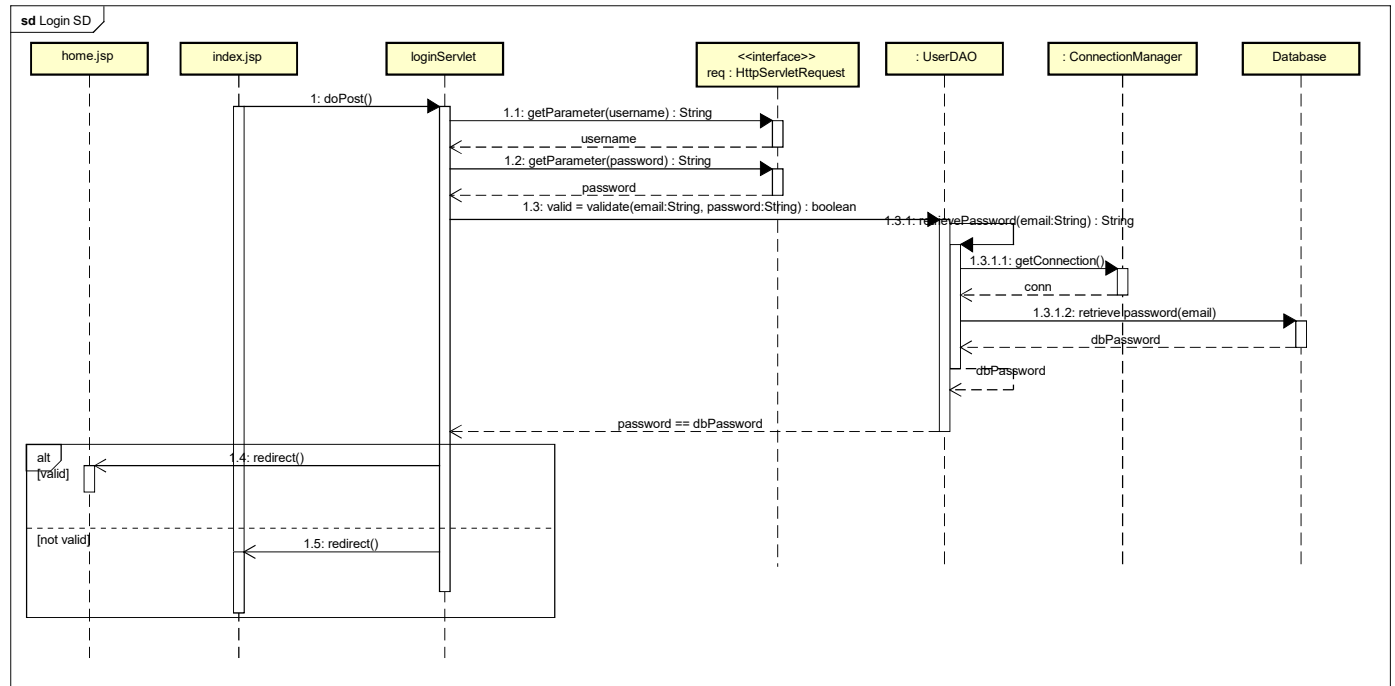 sd Login SD
home.jsp
index.jsp
loginServlet
<<interface>>
req : HttpServletRequest
: UserDAO
: ConnectionManager
Database
1: doPost()
1.1: getParameter(username) : String
username
1.2: getParameter(password) : String
password
1.3: valid = validate(email:String, password:String) : boolean
1.3.1: retrievePassword(email:String) : String
1.3.1.1: getConnection()
conn
1.3.1.2: retrieve password(email)
dbPassword
dbPassword
password == dbPassword
alt
1.4: redirect()
[valid]
[not valid]
1.5: redirect()